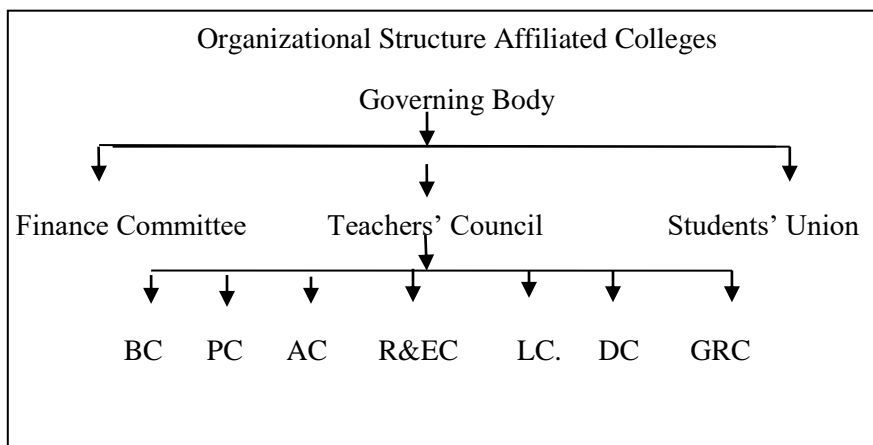 Organizational Structure Affiliated Colleges
Governing Body
Finance Committee Teachers’ Council Students’ Union
BC PC AC R&EC LC. DC GRC